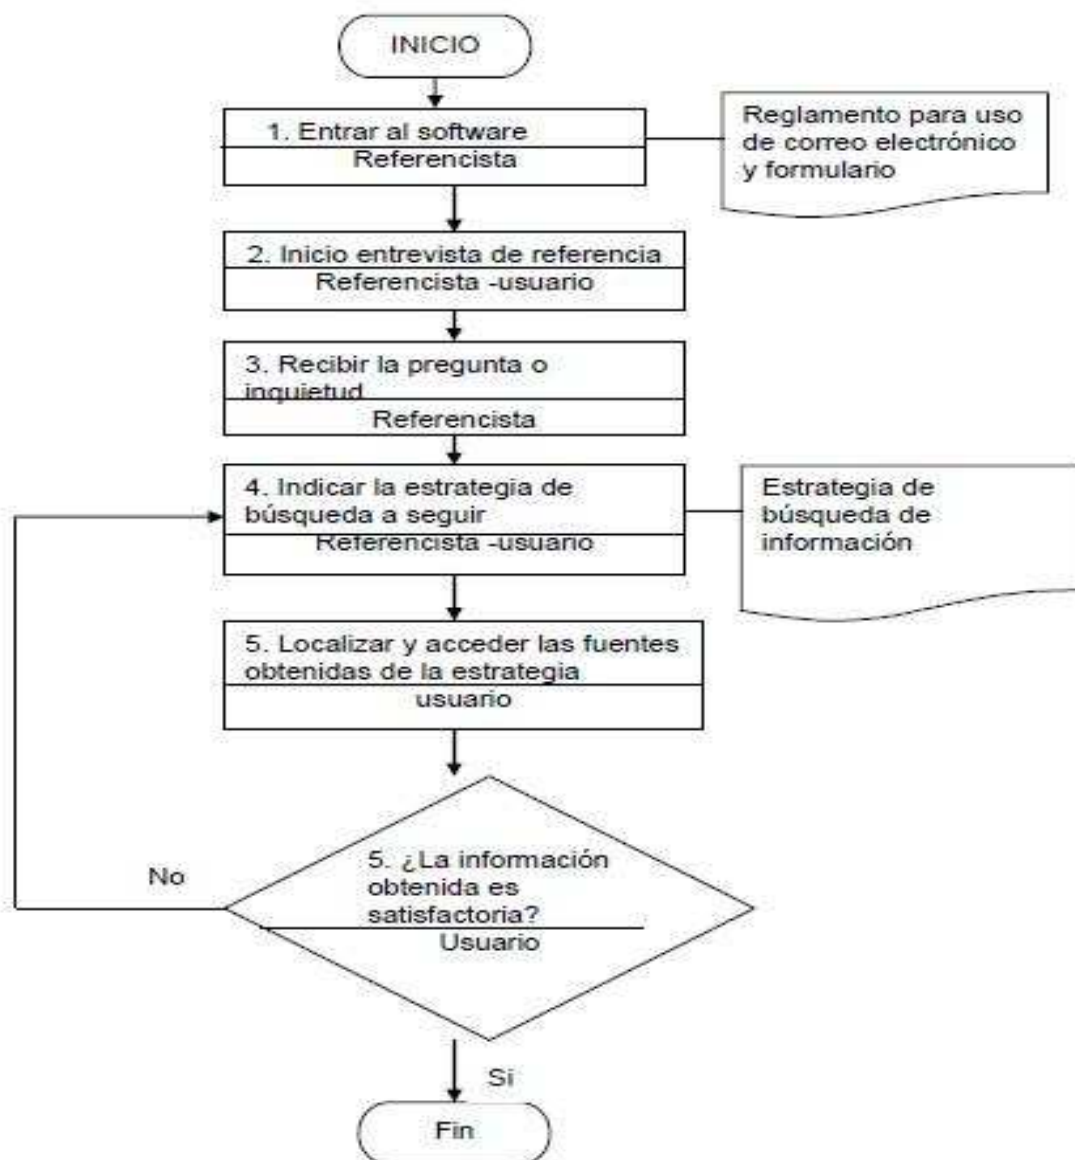 INICIO
1. Entrar al software
Referencista
Reglamento para uso
de correo electrónico
y formulario
2. Inicio entrevista de referencia
Referencista -usuario
3. Recibir la pregunta o
inquietud
Referencista
4. Indicar la estrategia de
búsqueda a seguir
Referencista -usuario
Estrategia de
búsqueda de
información
5. Localizar y acceder las fuentes
obtenidas de la estrategia
usuario
No
5. ¿La información
obtenida es
satisfactoria?
Usuario
Si
Fin